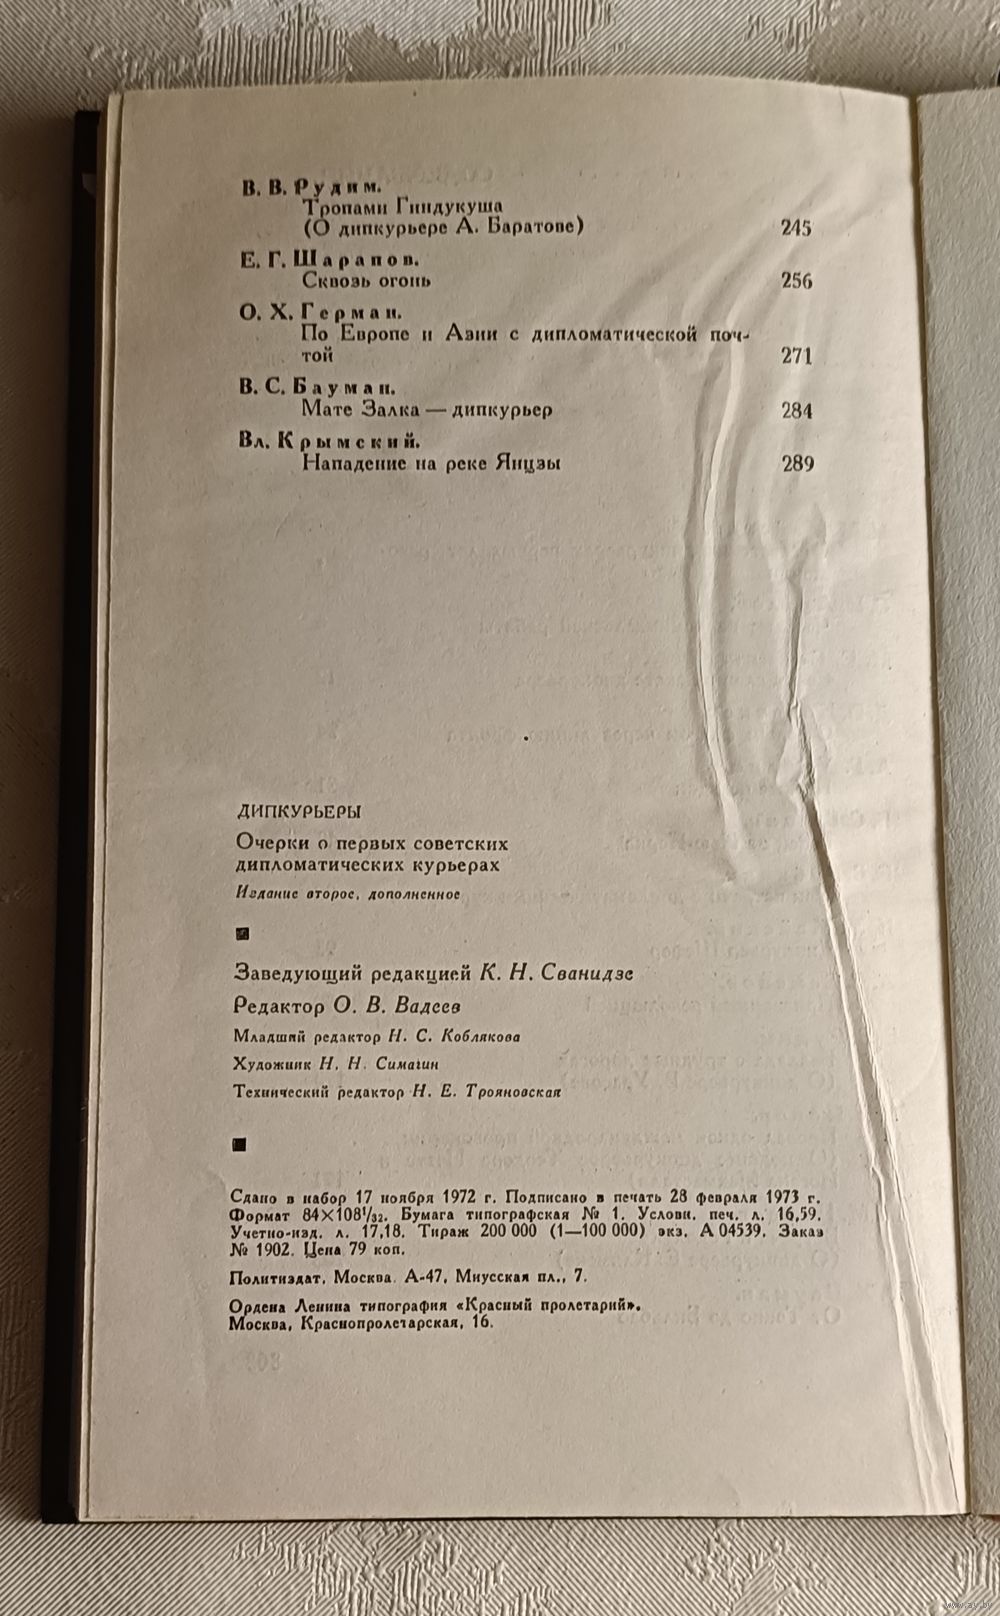 В. В. Рудим.
Тропами Гиндукуша
(О дипкурьере А. Баратове) 245
Е. Г. Шарапов.
Сквозь огонь 256
О. Х. Герман.
По Европе и Азии с дипломатической поч-
той 271
В. С. Бауман.
Мате Залка — дипкурьер 284
Вл. Крымский.
Нападение на реке Янцзы 289
ДИПКУРЬЕРЫ
Очерки о первых советских
дипломатических курьерах
Издание второе, дополненное
Заведующий редакцией К. Н. Сванидзе
Редактор О. В. Вадеев
Младший редактор Н. С. Коблякова
Художник Н. Н. Симагин
Технический редактор Н. Е. Трояновская
Сдано в набор 17 ноября 1972 г. Подписано в печать 28 февраля 1973 г.
Формат 84×108¹/₃₂. Бумага типографская № 1. Условн. печ. л. 16,59.
Учетно-изд. л. 17,18. Тираж 200 000 (1—100 000) экз. А 04539. Заказ
№ 1902. Цена 79 коп.
Политиздат, Москва. А-47, Миусская пл., 7.
Ордена Ленина типография «Красный пролетарий».
Москва, Краснопролетарская, 16.
www.ay.by